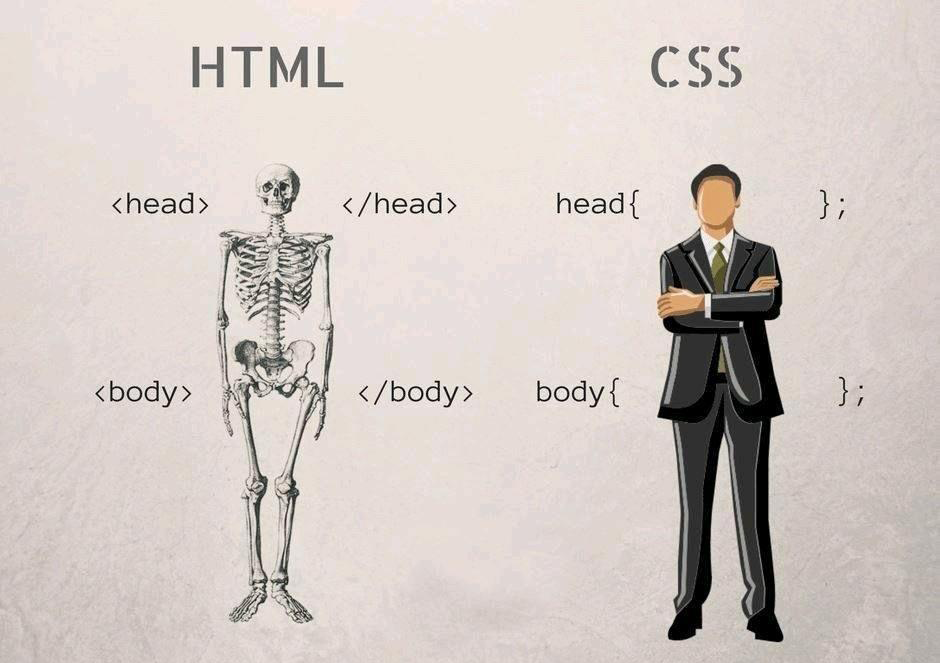 HTML
CSS
<head> </head>
head{ };
<body> </body>
body{ };